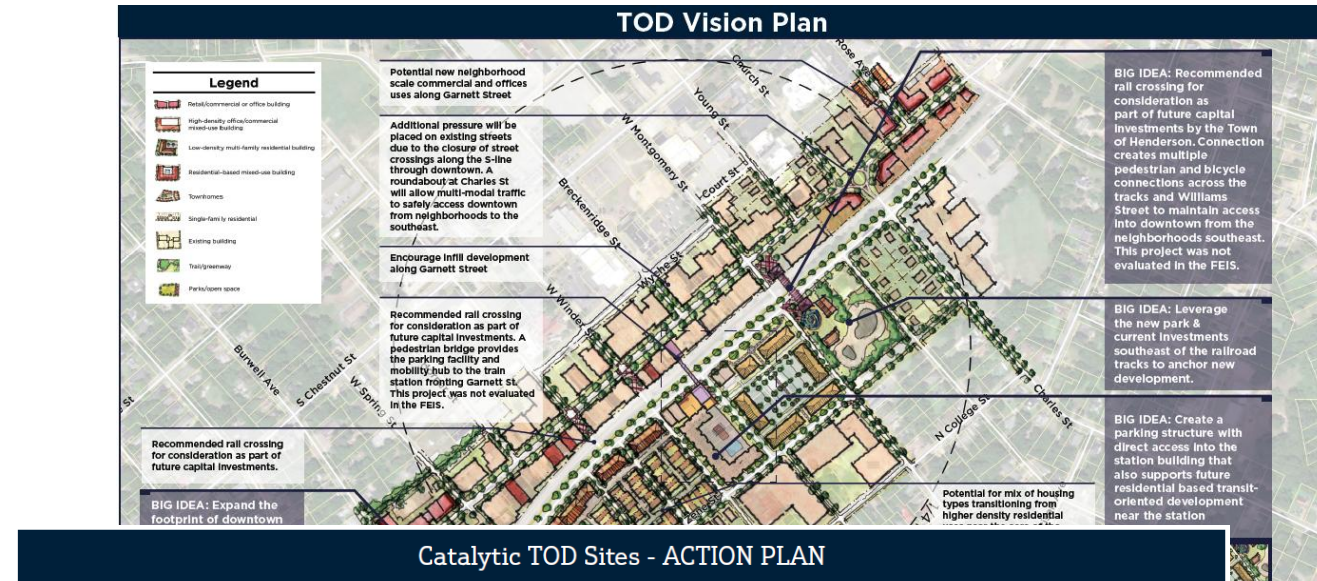 TOD Vision Plan
Legend
Retail/commercial or office building
High-density office/commercial
mixed-use building
Low-density multi-family residential building
Residential-based mixed-use building
Townhomes
Single-family residential
Existing building
Trail/greenway
Parks/open space
Potential new neighborhood
scale commercial and offices
uses along Garnett Street
Additional pressure will be
placed on existing streets
due to the closure of street
crossings along the S-line
through downtown. A
roundabout at Charles St
will allow multi-modal traffic
to safely access downtown
from neighborhoods to the
southeast.
Encourage infill development
along Garnett Street
Recommended rail crossing
for consideration as part of
future capital investments. A
pedestrian bridge provides
the parking facility and
mobility hub to the train
station fronting Garnett St.
This project was not evaluated
in the FEIS.
Recommended rail crossing
for consideration as part of
future capital investments.
BIG IDEA: Expand the
footprint of downtown
Rose Ave
Church St
Young St
W Montgomery St
Court St
Breckenridge St
Wyche St
W Winder St
Burwell Ave
S Chestnut St
W Spring St
St
N College St
Charles St
BIG IDEA: Recommended
rail crossing for
consideration as
part of future capital
investments by the Town
of Henderson. Connection
creates multiple
pedestrian and bicycle
connections across the
tracks and Williams
Street to maintain access
into downtown from the
neighborhoods southeast.
This project was not
evaluated in the FEIS.
BIG IDEA: Leverage
the new park &
current investments
southeast of the railroad
tracks to anchor new
development.
BIG IDEA: Create a
parking structure with
direct access into the
station building that
also supports future
residential based transit-
oriented development
near the station
Potential for mix of housing
types transitioning from
higher density residential
Catalytic TOD Sites - ACTION PLAN